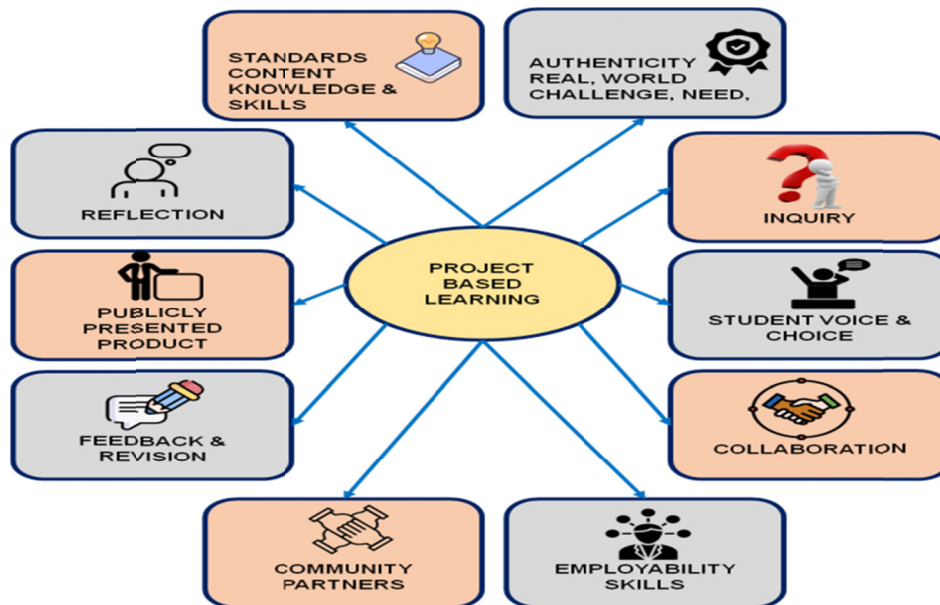 STANDARDS
CONTENT
KNOWLEDGE &
SKILLS
AUTHENTICITY
REAL, WORLD
CHALLENGE, NEED,
REFLECTION
INQUIRY
PROJECT
BASED
LEARNING
PUBLICLY
PRESENTED
PRODUCT
STUDENT VOICE &
CHOICE
FEEDBACK &
REVISION
COLLABORATION
COMMUNITY
PARTNERS
EMPLOYABILITY
SKILLS